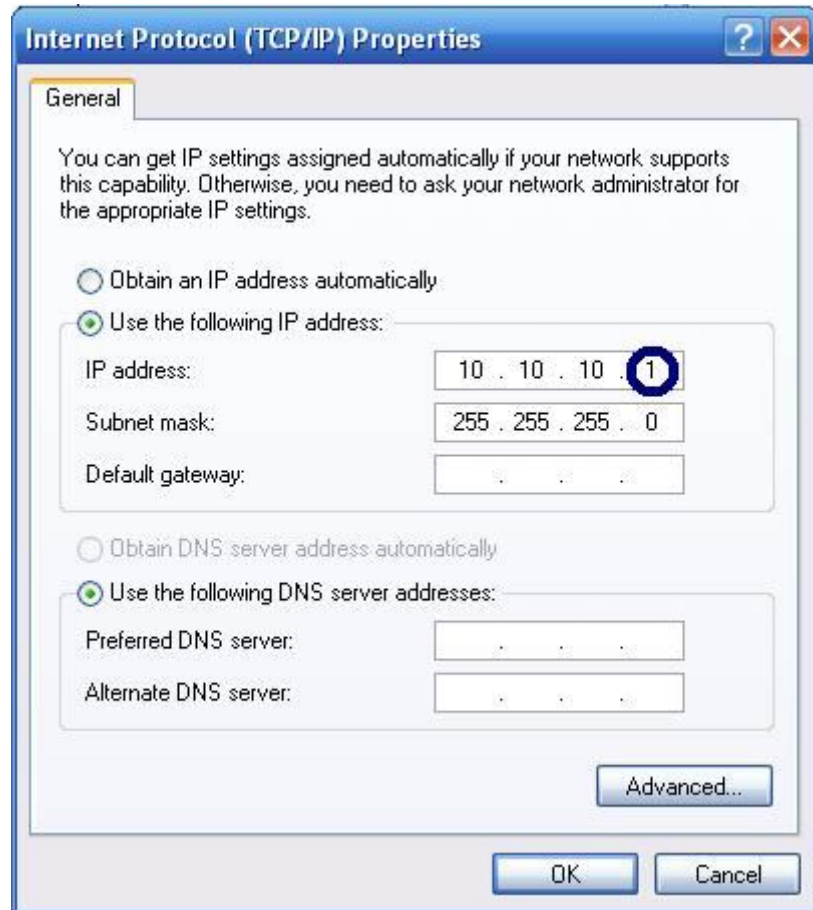 Internet Protocol (TCP/IP) Properties ?
General
You can get IP settings assigned automatically if your network supports
this capability. Otherwise, you need to ask your network administrator for
the appropriate IP settings.
Obtain an IP address automatically
Use the following IP address:
IP address: 10 . 10 . 10 . 1
Subnet mask: 255 . 255 . 255 . 0
Default gateway: . . .
Obtain DNS server address automatically
Use the following DNS server addresses:
Preferred DNS server: . . .
Alternate DNS server: . . .
Advanced...
OK Cancel